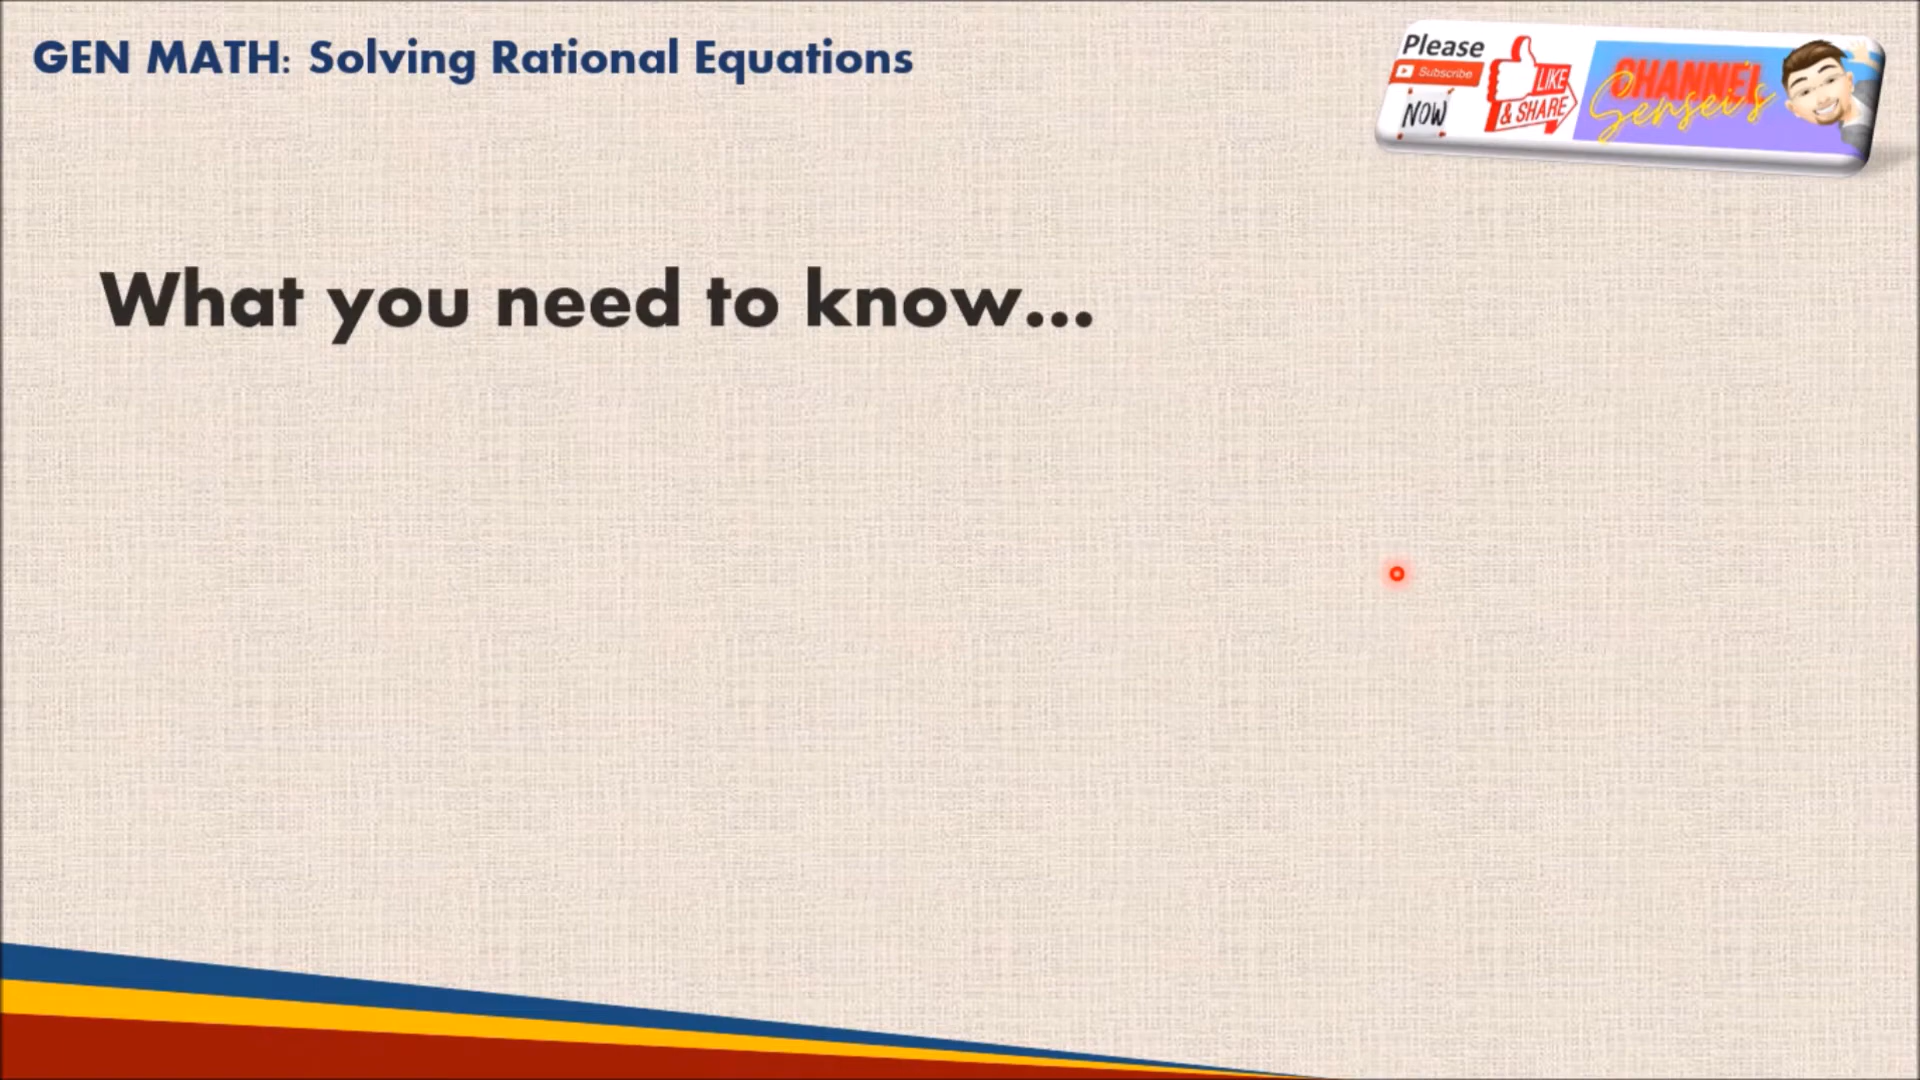 GEN MATH: Solving Rational Equations
Please
Subscribe
NOW
LIKE
& SHARE
CHANNEL
Sensei's
What you need to know...